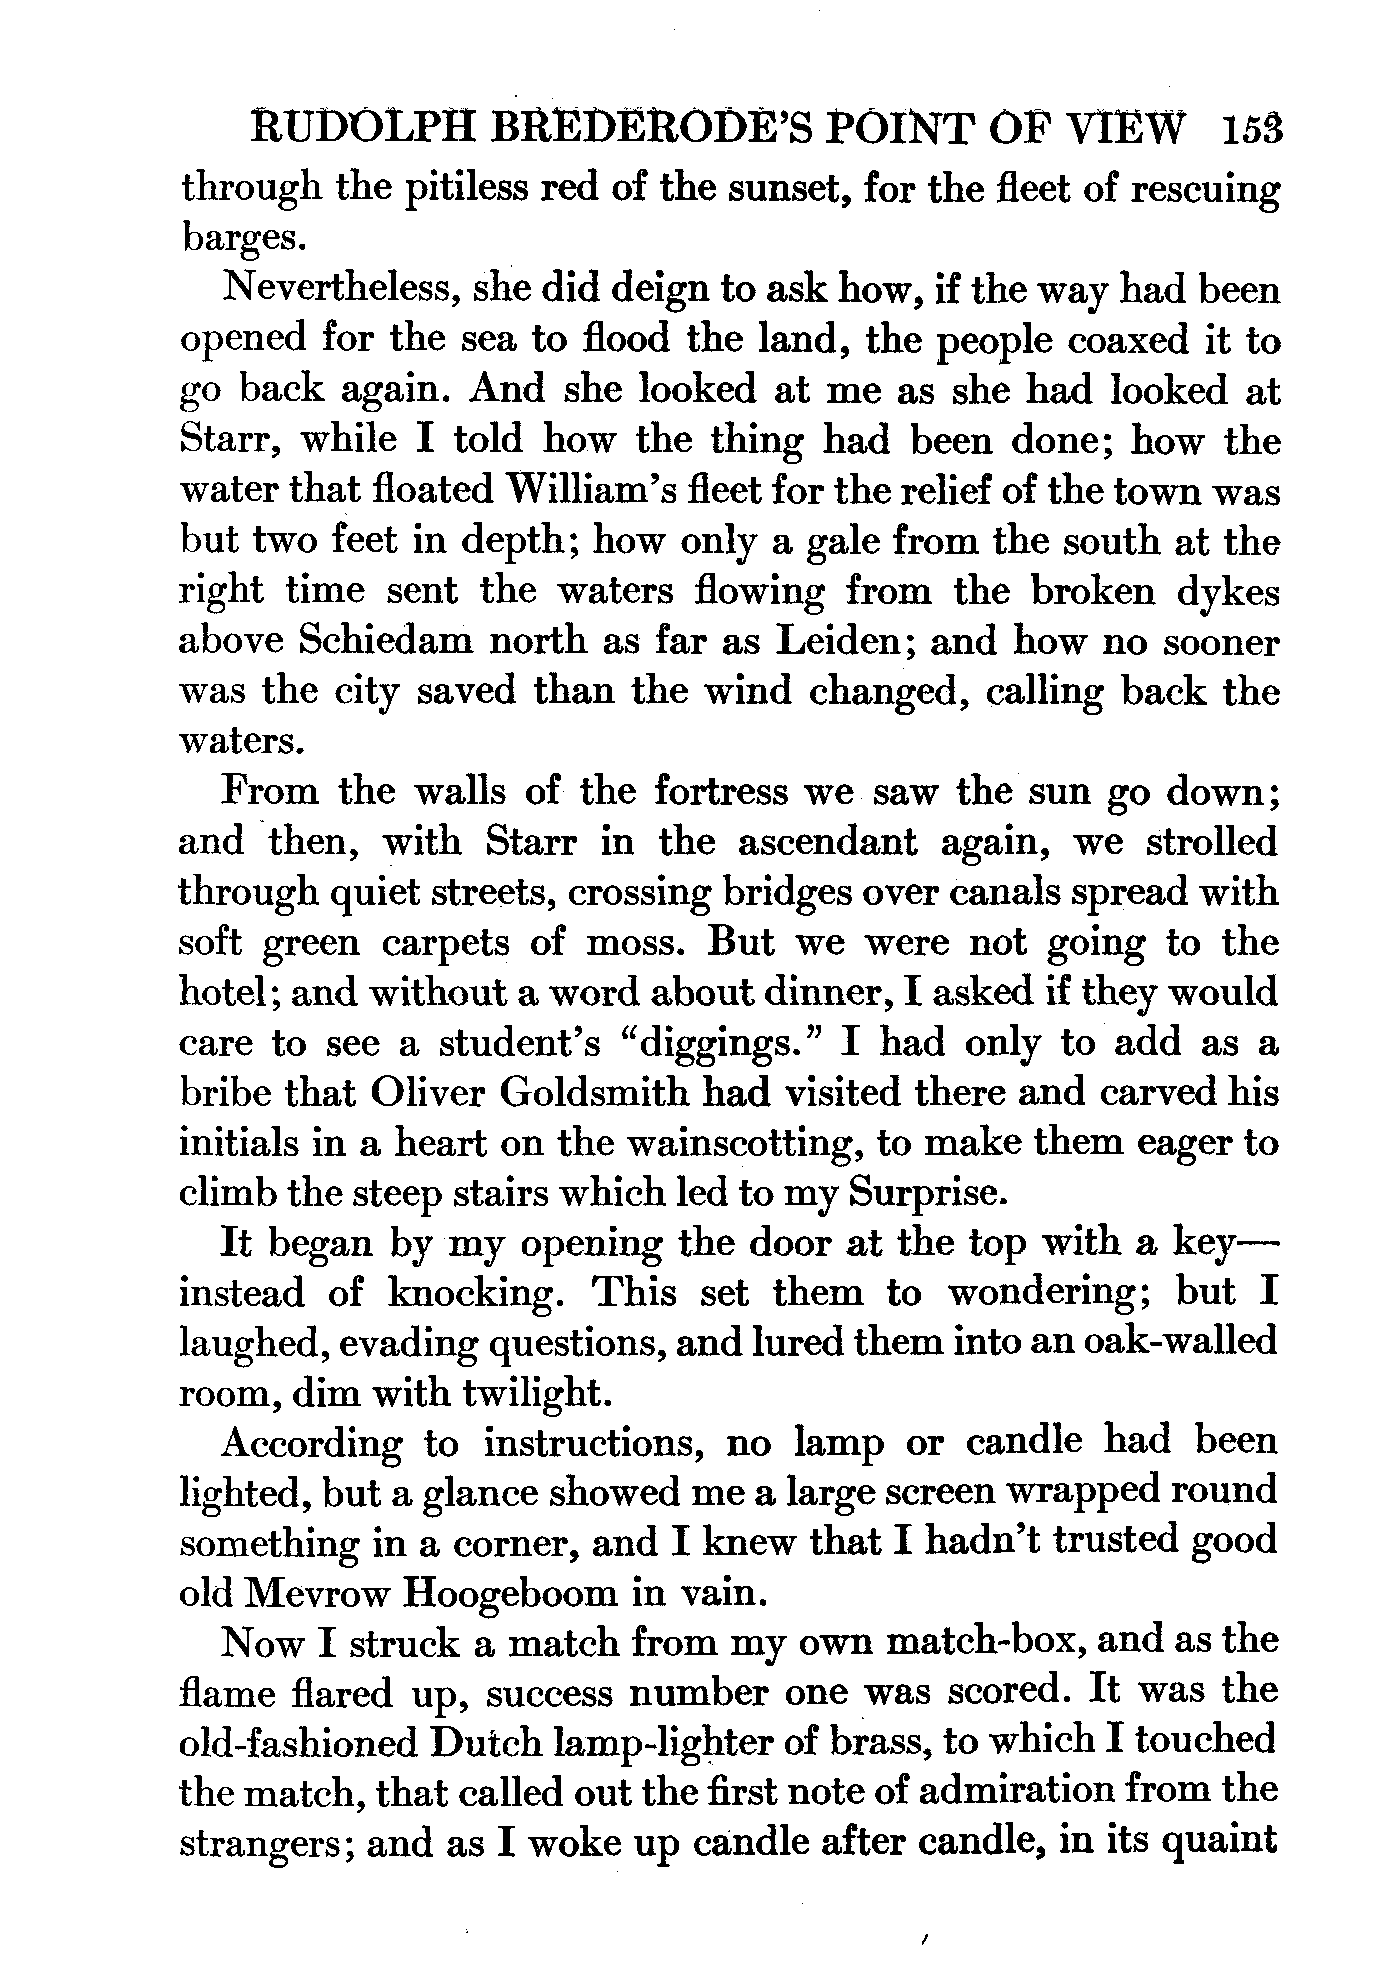 RUDOLPH BREDERODE'S POINT OF VIEW 153
through the pitiless red of the sunset, for the fleet of rescuing
barges.
Nevertheless, she did deign to ask how, if the way had been
opened for the sea to flood the land, the people coaxed it to
go back again. And she looked at me as she had looked at
Starr, while I told how the thing had been done; how the
water that floated William's fleet for the relief of the town was
but two feet in depth; how only a gale from the south at the
right time sent the waters flowing from the broken dykes
above Schiedam north as far as Leiden; and how no sooner
was the city saved than the wind changed, calling back the
waters.
From the walls of the fortress we saw the sun go down;
and then, with Starr in the ascendant again, we strolled
through quiet streets, crossing bridges over canals spread with
soft green carpets of moss. But we were not going to the
hotel; and without a word about dinner, I asked if they would
care to see a student's "diggings." I had only to add as a
bribe that Oliver Goldsmith had visited there and carved his
initials in a heart on the wainscotting, to make them eager to
climb the steep stairs which led to my Surprise.
It began by my opening the door at the top with a key—
instead of knocking. This set them to wondering; but I
laughed, evading questions, and lured them into an oak-walled
room, dim with twilight.
According to instructions, no lamp or candle had been
lighted, but a glance showed me a large screen wrapped round
something in a corner, and I knew that I hadn't trusted good
old Mevrow Hoogeboom in vain.
Now I struck a match from my own match-box, and as the
flame flared up, success number one was scored. It was the
old-fashioned Dutch lamp-lighter of brass, to which I touched
the match, that called out the first note of admiration from the
strangers; and as I woke up candle after candle, in its quaint